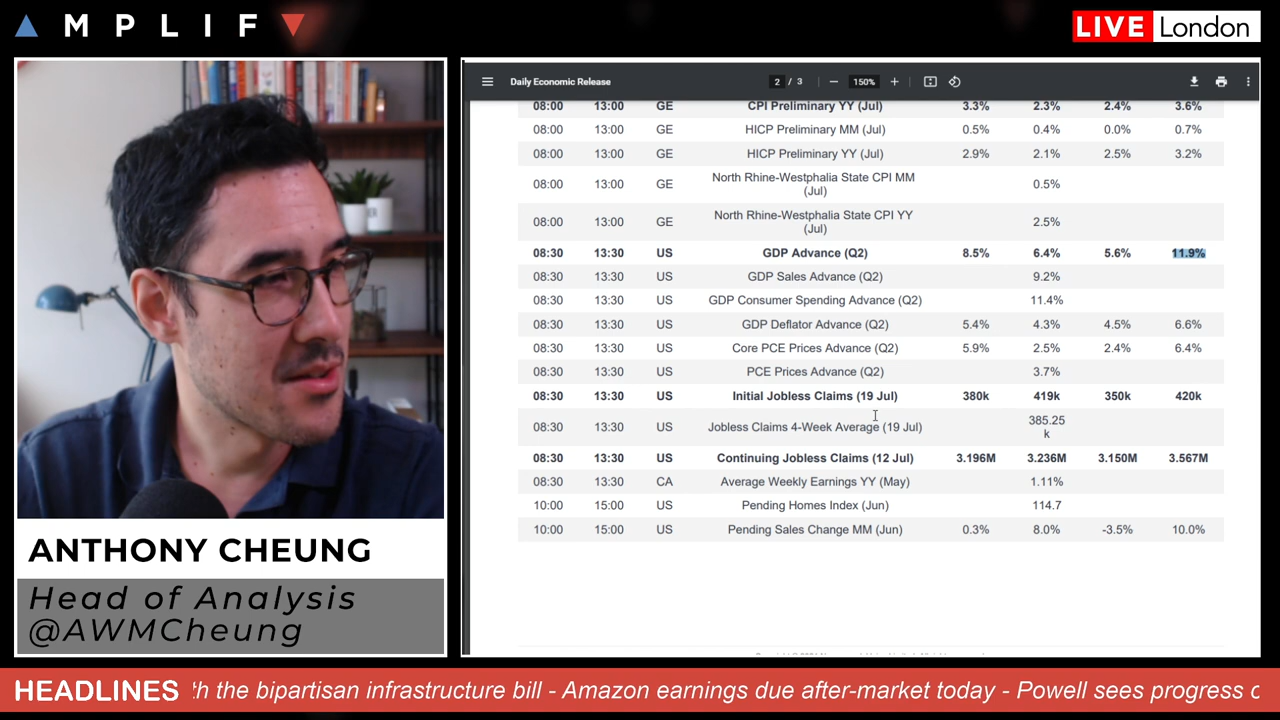 AMPLIFY
LIVE London
Daily Economic Release
2 / 3
150%
08:00 13:00 GE CPI Preliminary YY (Jul) 3.3% 2.3% 2.4% 3.6%
08:00 13:00 GE HICP Preliminary MM (Jul) 0.5% 0.4% 0.0% 0.7%
08:00 13:00 GE HICP Preliminary YY (Jul) 2.9% 2.1% 2.5% 3.2%
08:00 13:00 GE North Rhine-Westphalia State CPI MM (Jul) 0.5%
08:00 13:00 GE North Rhine-Westphalia State CPI YY (Jul) 2.5%
08:30 13:30 US GDP Advance (Q2) 8.5% 6.4% 5.6% 11.9%
08:30 13:30 US GDP Sales Advance (Q2) 9.2%
08:30 13:30 US GDP Consumer Spending Advance (Q2) 11.4%
08:30 13:30 US GDP Deflator Advance (Q2) 5.4% 4.3% 4.5% 6.6%
08:30 13:30 US Core PCE Prices Advance (Q2) 5.9% 2.5% 2.4% 6.4%
08:30 13:30 US PCE Prices Advance (Q2) 3.7%
08:30 13:30 US Initial Jobless Claims (19 Jul) 380k 419k 350k 420k
08:30 13:30 US Jobless Claims 4-Week Average (19 Jul) 385.25k
08:30 13:30 US Continuing Jobless Claims (12 Jul) 3.196M 3.236M 3.150M 3.567M
08:30 13:30 CA Average Weekly Earnings YY (May) 1.11%
10:00 15:00 US Pending Homes Index (Jun) 114.7
10:00 15:00 US Pending Sales Change MM (Jun) 0.3% 8.0% -3.5% 10.0%
ANTHONY CHEUNG
Head of Analysis
@AWMCheung
HEADLINES the bipartisan infrastructure bill - Amazon earnings due after-market today - Powell sees progress